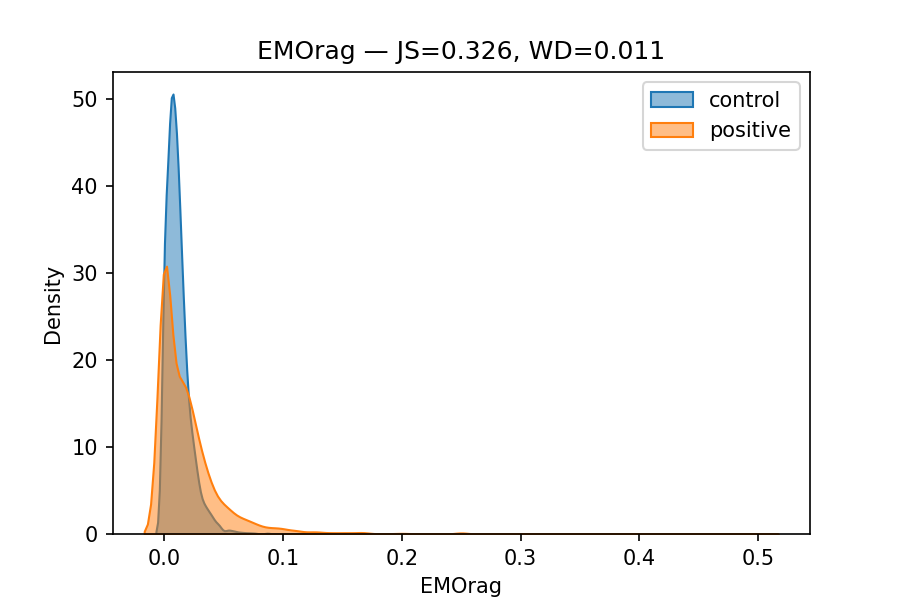 EMOrag — JS=0.326, WD=0.011
control
positive
Density
50
40
30
20
10
0
0.0 0.1 0.2 0.3 0.4 0.5
EMOrag